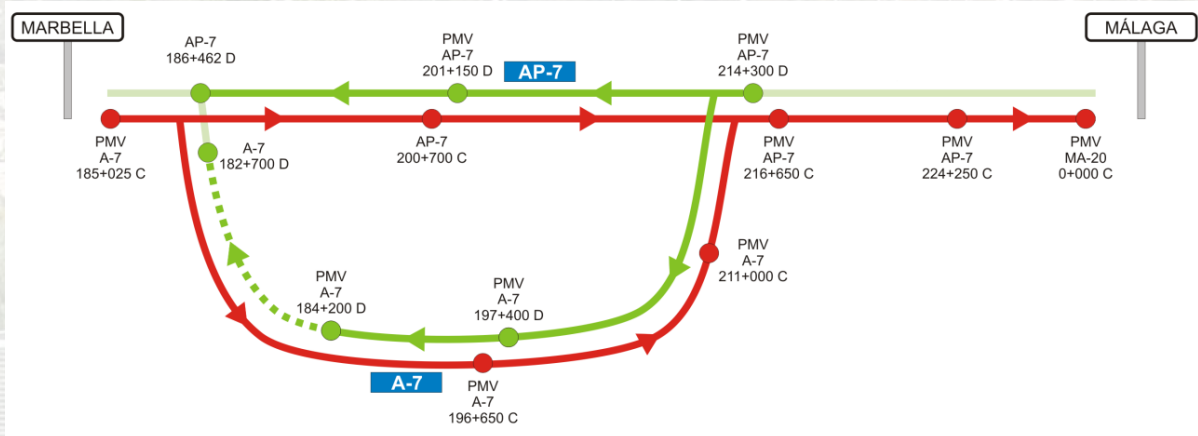 MARBELLA
MÁLAGA
AP-7
186+462 D
PMV
AP-7
201+150 D
AP-7
PMV
AP-7
214+300 D
PMV
A-7
185+025 C
A-7
182+700 D
AP-7
200+700 C
PMV
AP-7
216+650 C
PMV
AP-7
224+250 C
PMV
MA-20
0+000 C
PMV
A-7
211+000 C
PMV
A-7
184+200 D
PMV
A-7
197+400 D
A-7
PMV
A-7
196+650 C